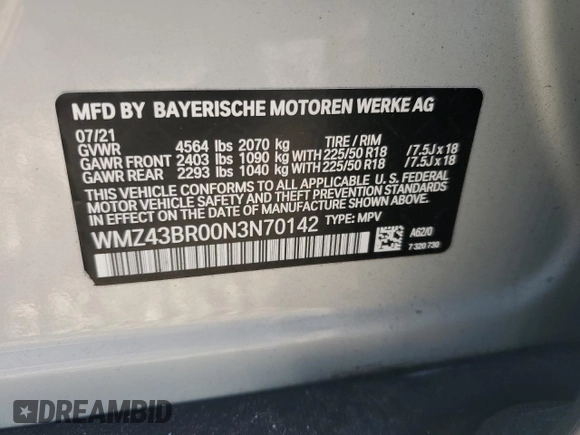 MFD BY BAYERISCHE MOTOREN WERKE AG
07/21
GVWR 4564 lbs 2070 kg TIRE / RIM
GAWR FRONT 2403 lbs 1090 kg WITH 225/50 R18 /7.5J x 18
GAWR REAR 2293 lbs 1040 kg WITH 225/50 R18 /7.5J x 18
THIS VEHICLE CONFORMS TO ALL APPLICABLE U. S. FEDERAL
MOTOR VEHICLE SAFETY AND THEFT PREVENTION STANDARDS
IN EFFECT ON THE DATE OF MANUFACTURE SHOWN ABOVE.
WMZ43BR00N3N70142 TYPE: MPV
A62/0
7 320 730
DREAMBID